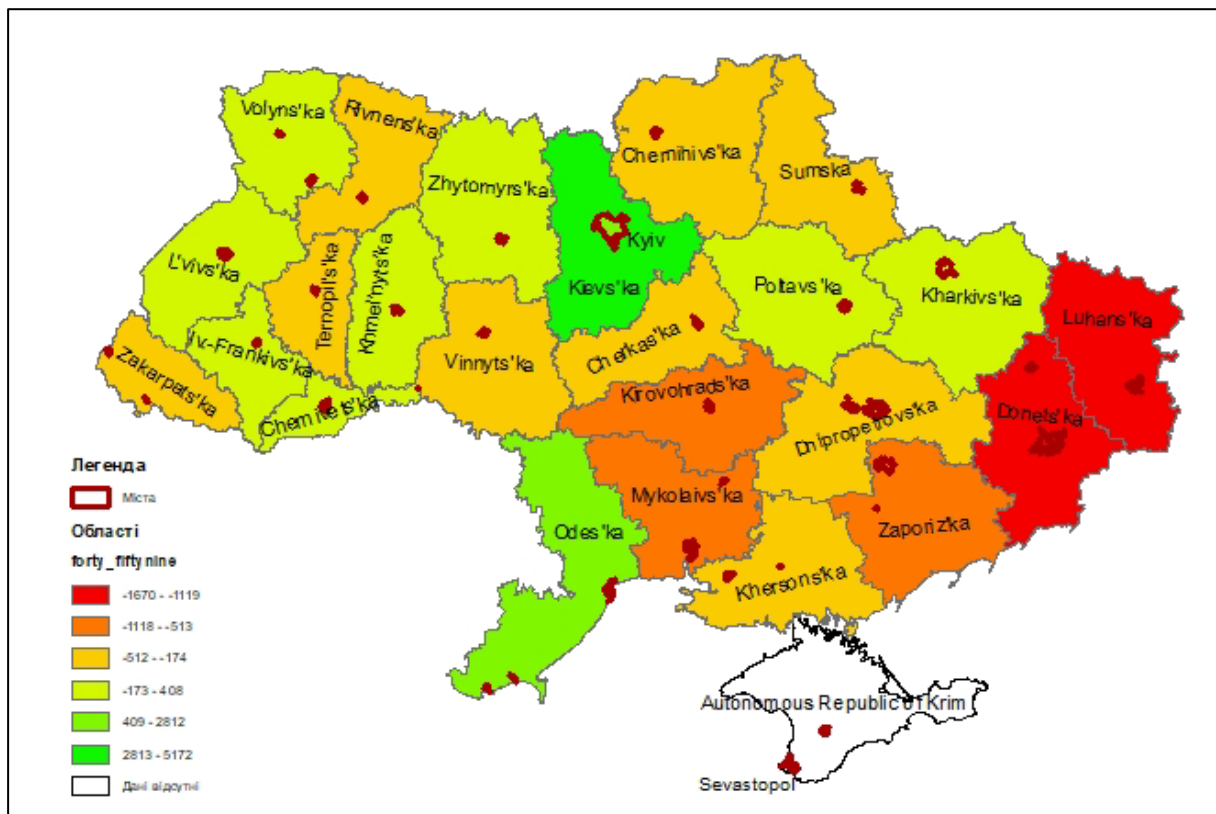 Volyns'ka
Rivnens'ka
Chernihivs'ka
Sumska
Zhytomyrs'ka
Kyiv
L'vivs'ka
Ternopil's'ka
Khmel'nyts'ka
Kievs'ka
Poltavs'ka
Kharkivs'ka
Luhans'ka
Iv-Frankivs'ka
Zakarpats'ka
Vinnyts'ka
Cherkas'ka
Kirovohrads'ka
Chernivets'ka
Dnipropetrovs'ka
Donets'ka
Mykolaivs'ka
Odes'ka
Zaporiz'ka
Khersons'ka
Autonomous Republic of Krim
Sevastopol
Легенда
Міста
Області
forty_fiftynine
-1670 - -1119
-1118 - -513
-512 - -174
-173 - 408
409 - 2812
2813 - 5172
Дані відсутні